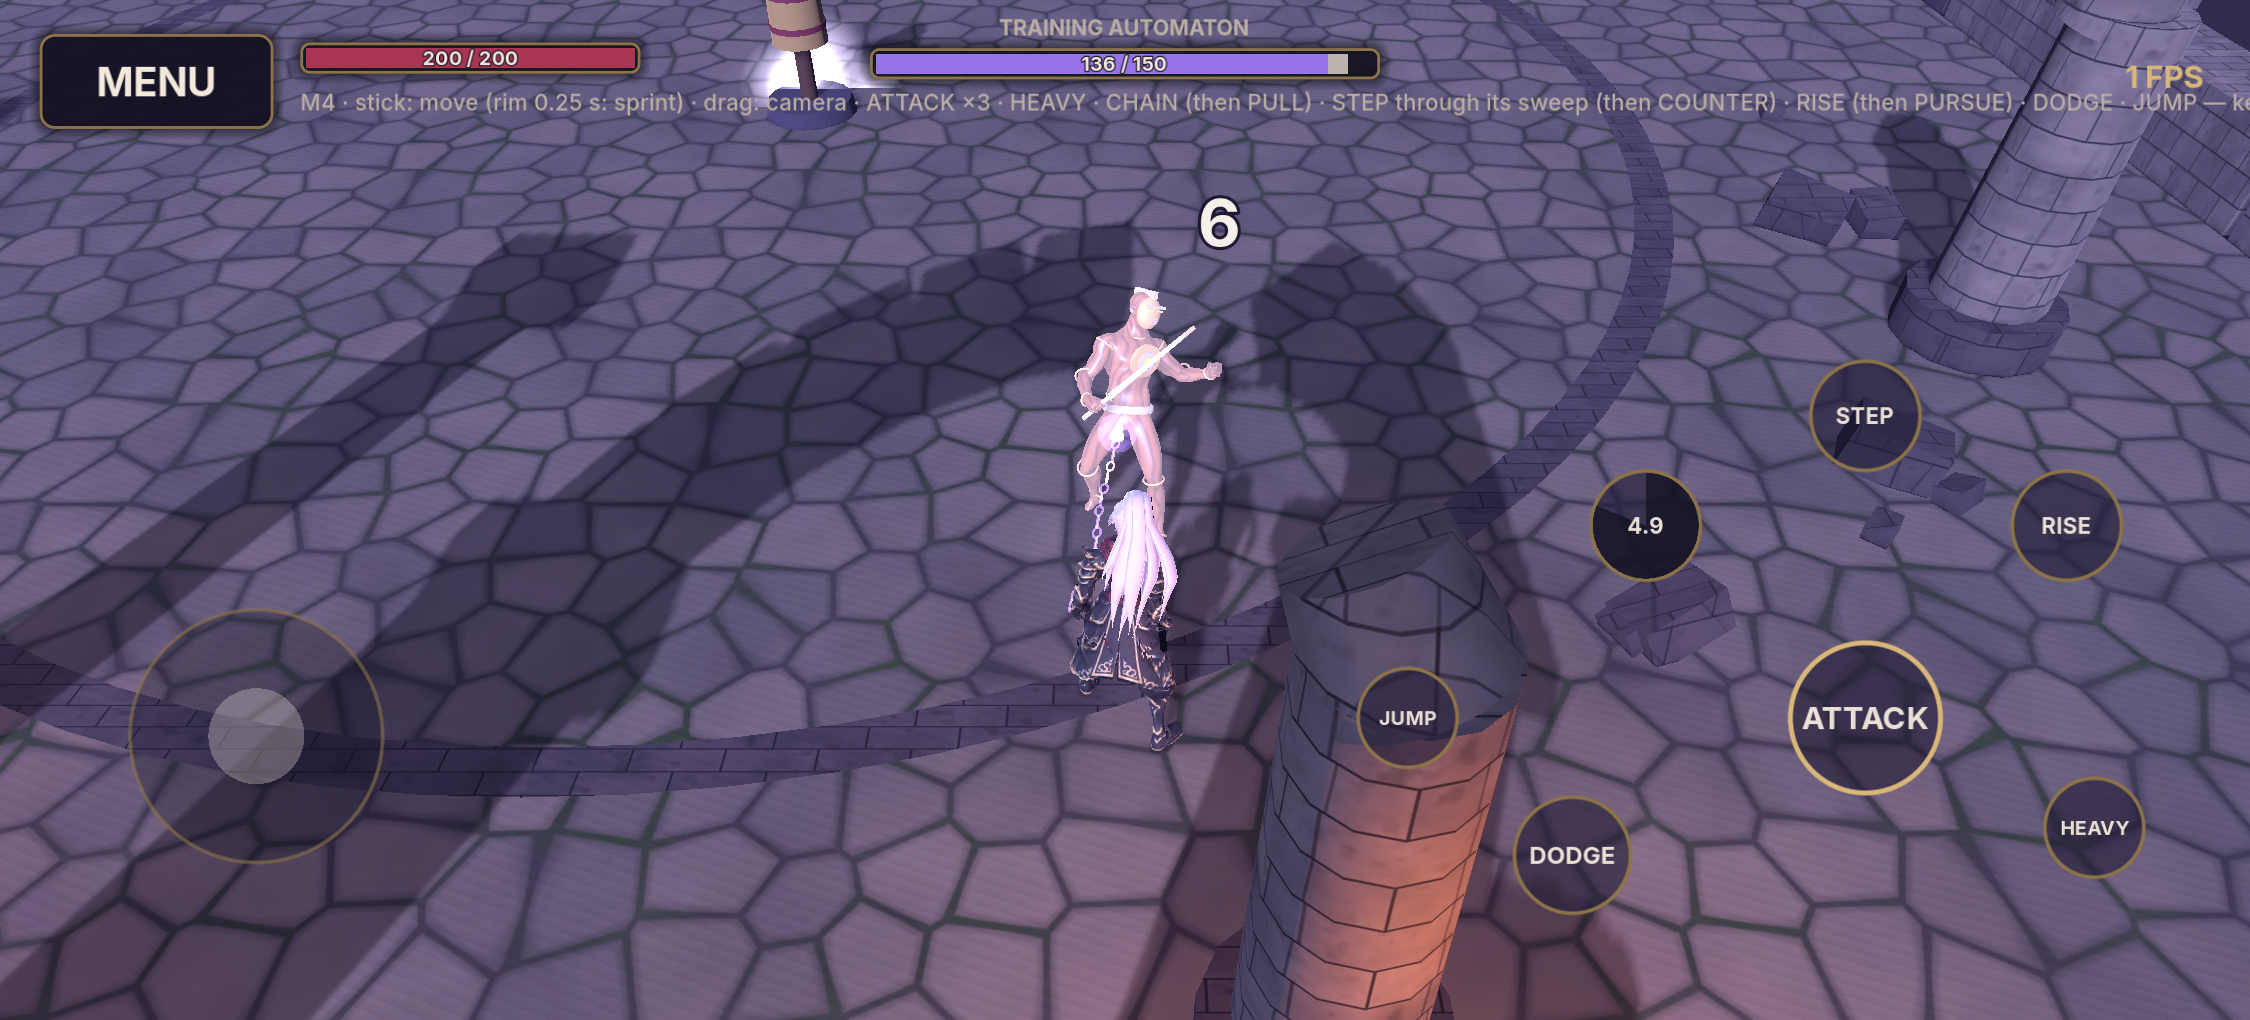 TRAINING AUTOMATON
MENU
200 / 200
136 / 150
1 FPS
M4 · stick: move (rim 0.25 s: sprint) · drag: camera · ATTACK ×3 · HEAVY · CHAIN (then PULL) · STEP through its sweep (then COUNTER) · RISE (then PURSUE) · DODGE · JUMP — ke
6
STEP
4.9
RISE
JUMP
ATTACK
HEAVY
DODGE